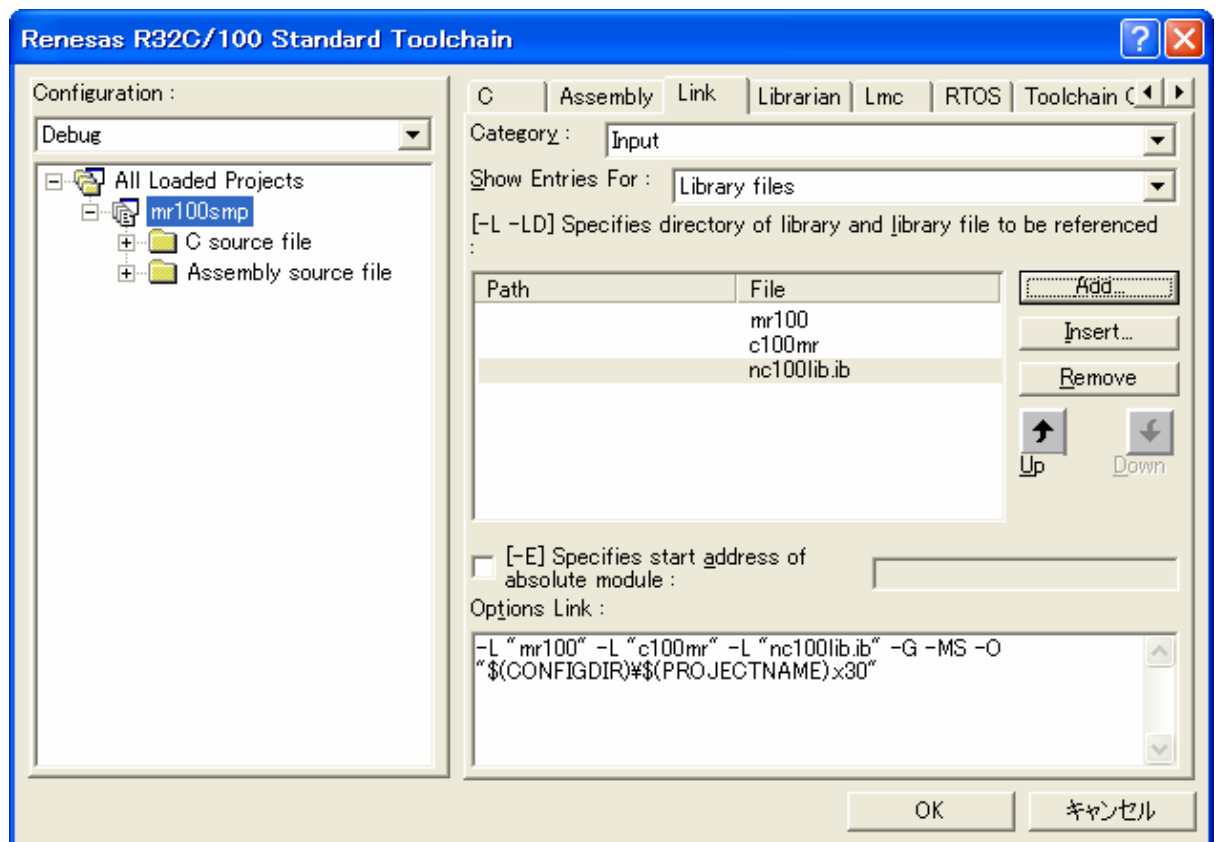 Renesas R32C/100 Standard Toolchain
Configuration :
Debug
All Loaded Projects
mr100smp
C source file
Assembly source file
C Assembly Link Librarian Lmc RTOS Toolchain (
Category :
Input
Show Entries For :
Library files
[-L -LD] Specifies directory of library and library file to be referenced
:
Path File
mr100
c100mr
nc100lib.ib
Add...
Insert...
Remove
Up Down
[-E] Specifies start address of
absolute module :
Options Link :
-L "mr100" -L "c100mr" -L "nc100lib.ib" -G -MS -O
"$(CONFIGDIR)¥$(PROJECTNAME).x30"
OK キャンセル